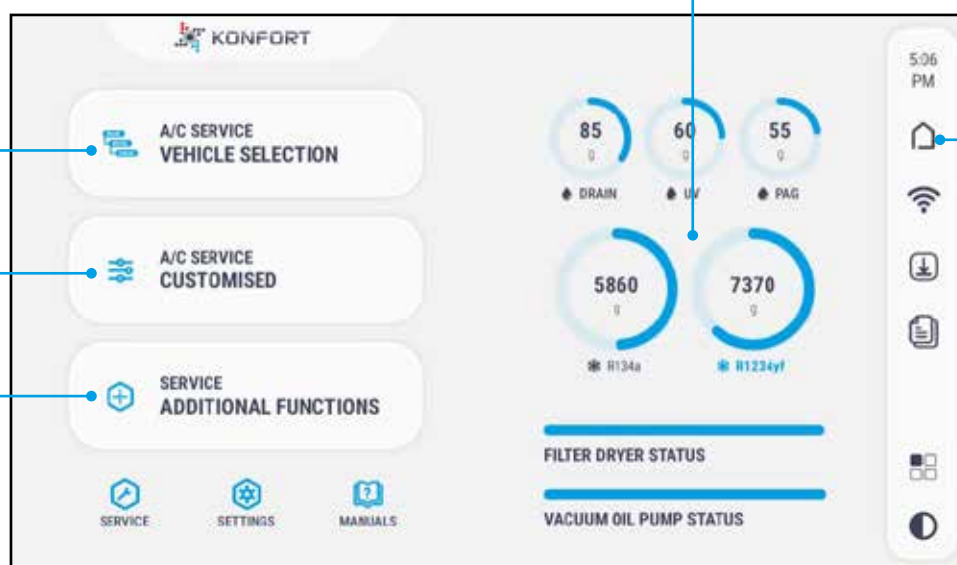 KONFORT
5:06
PM
A/C SERVICE
VEHICLE SELECTION
A/C SERVICE
CUSTOMISED
SERVICE
ADDITIONAL FUNCTIONS
SERVICE
SETTINGS
MANUALS
85
g
60
g
55
g
DRAIN
UV
PAG
5860
g
7370
g
R134a
R1234yf
FILTER DRYER STATUS
VACUUM OIL PUMP STATUS